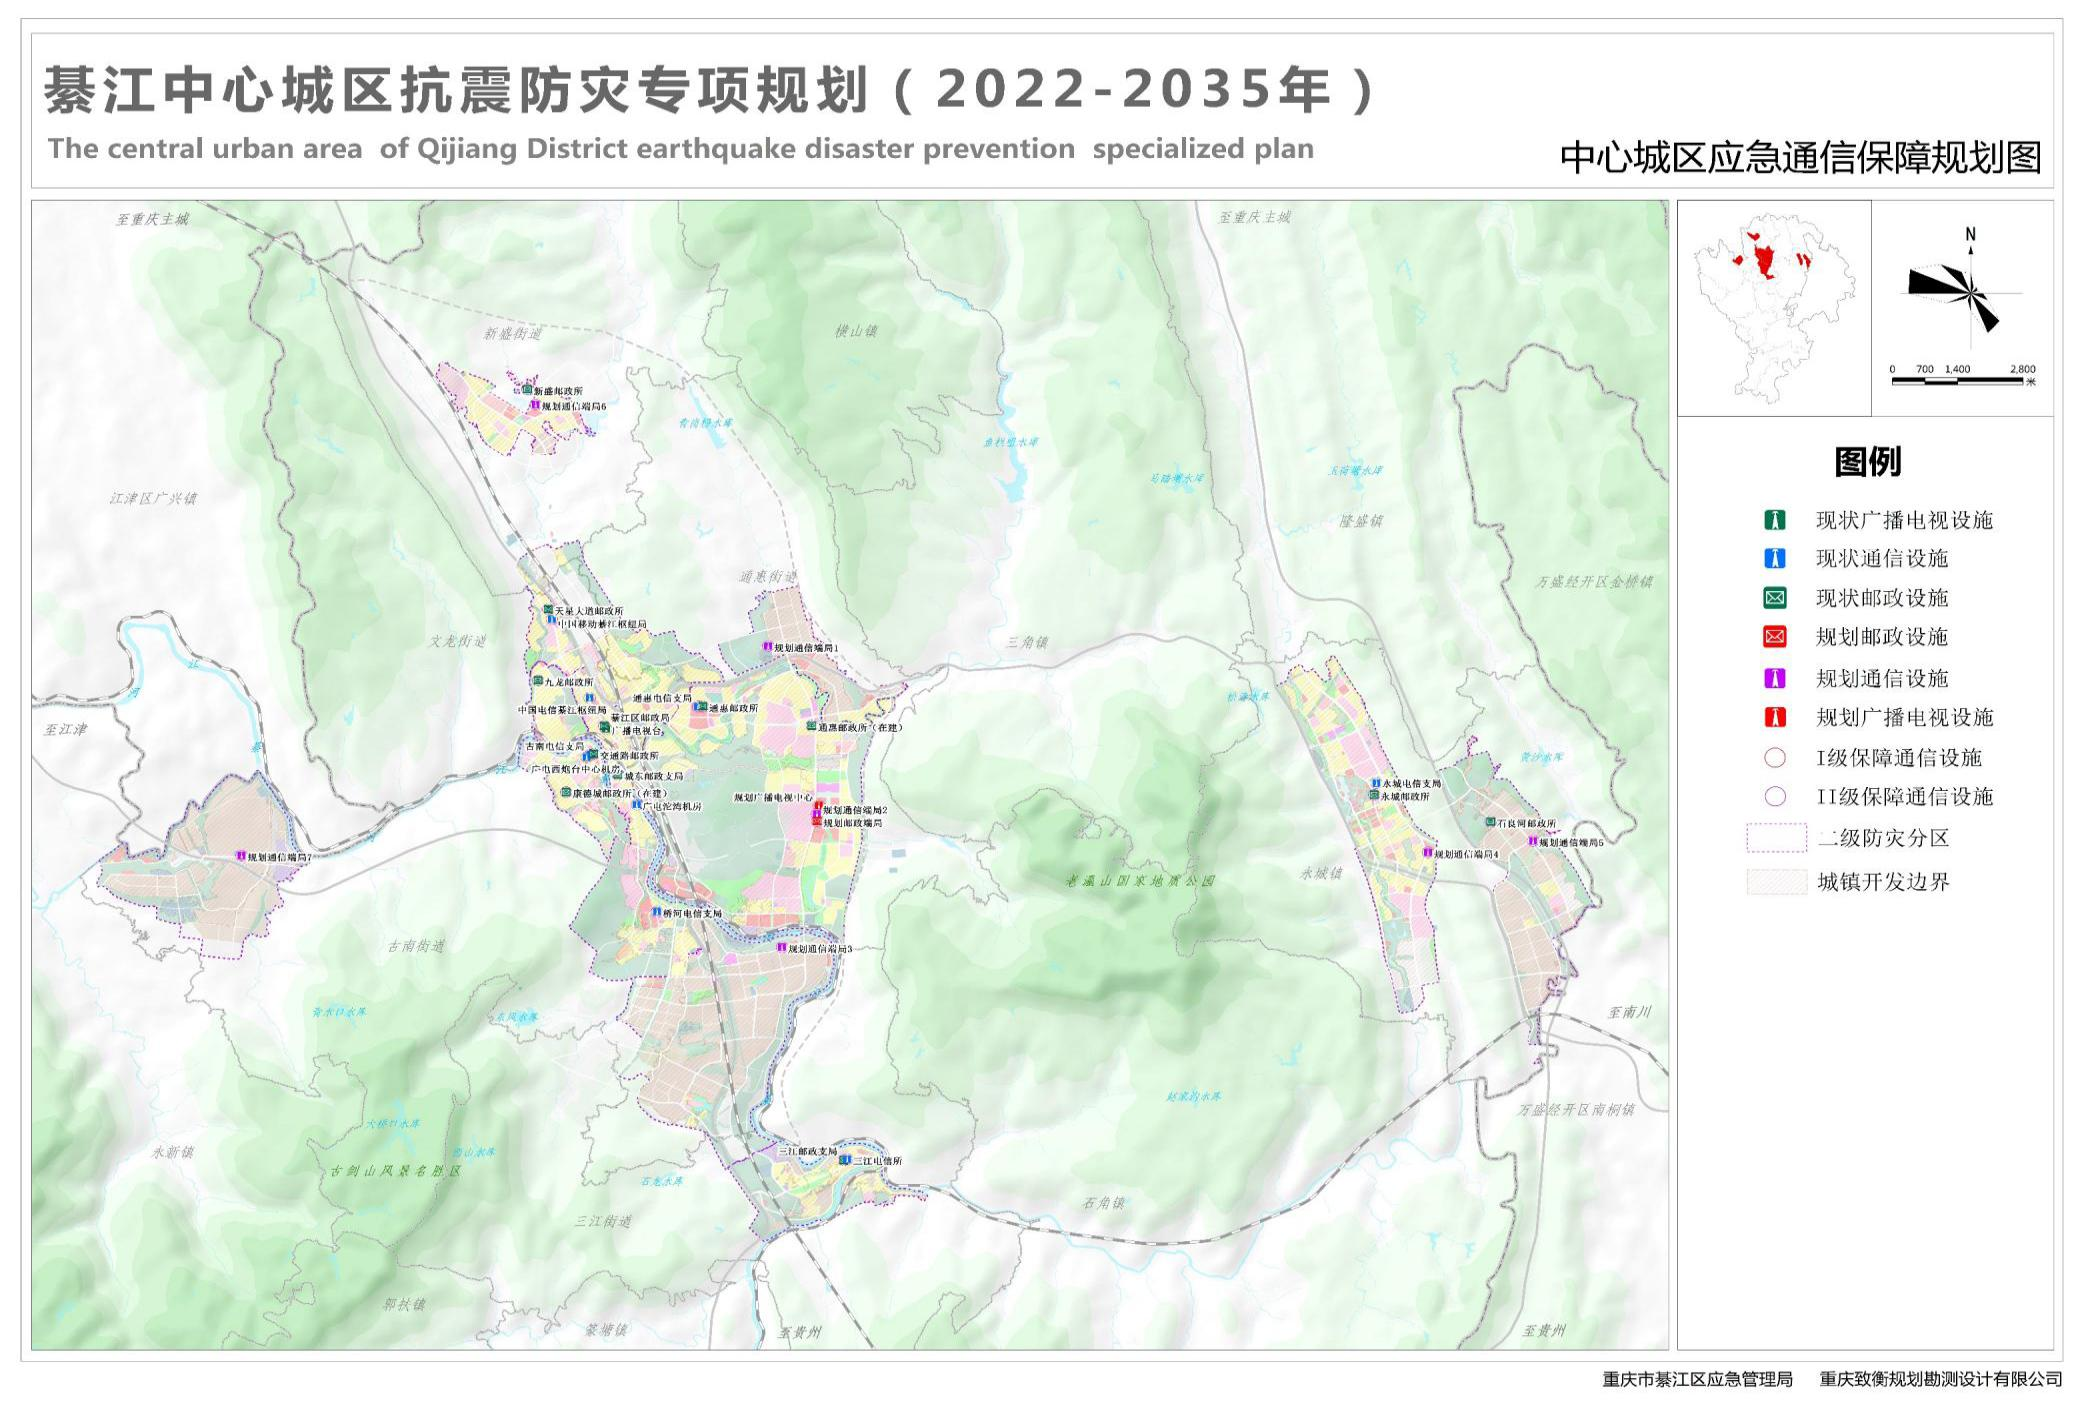 綦江中心城区抗震防灾专项规划（2022-2035年）
The central urban area of Qijiang District earthquake disaster prevention specialized plan
中心城区应急通信保障规划图
至重庆主城
至重庆主城
新盛街道
横山镇
新盛邮政所
规划通信端局6
江津区广兴镇
隆盛镇
通惠街道
万盛经开区金桥镇
天星大道邮政所
中国移动綦江枢纽局
文龙街道
三角镇
规划通信端局1
九龙邮政所
通惠电信支局
通惠邮政所
中国电信綦江枢纽局
綦江区邮政局
广播电视台
通惠邮政所（在建）
至江津
古南电信支局
交通路邮政所
广电西炮台中心机房
城东邮政支局
康德城邮政所（在建）
广电沱湾机房
规划广播电视中心
规划通信端局2
规划邮政端局
永城电信支局
永城邮政所
石良河邮政所
规划通信端局5
规划通信端局4
规划通信端局7
老瀛山国家地质公园
永城镇
桥河电信支局
古南街道
规划通信端局3
东风水库
至南川
万盛经开区南桐镇
永新镇
古剑山风景名胜区
三江邮政支局
三江电信所
石龙水库
三江街道
石角镇
郭扶镇
篆塘镇
至贵州
至贵州
N
0 700 1,400 2,800
米
图例
现状广播电视设施
现状通信设施
现状邮政设施
规划邮政设施
规划通信设施
规划广播电视设施
I级保障通信设施
II级保障通信设施
二级防灾分区
城镇开发边界
重庆市綦江区应急管理局 重庆致衡规划勘测设计有限公司